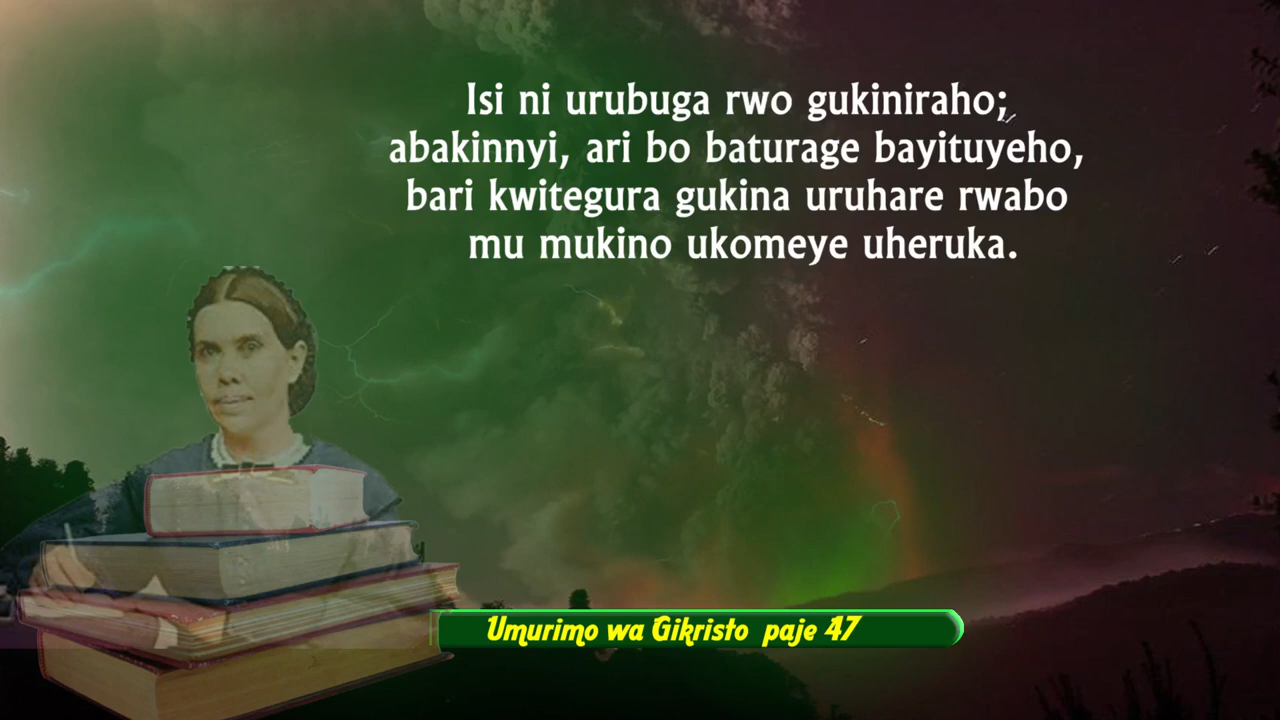 Isi ni urubuga rwo gukiniraho;
abakinnyi, ari bo baturage bayituyeho,
bari kwitegura gukina uruhare rwabo
mu mukino ukomeye uheruka.
Umurimo wa Gikristo paje 47